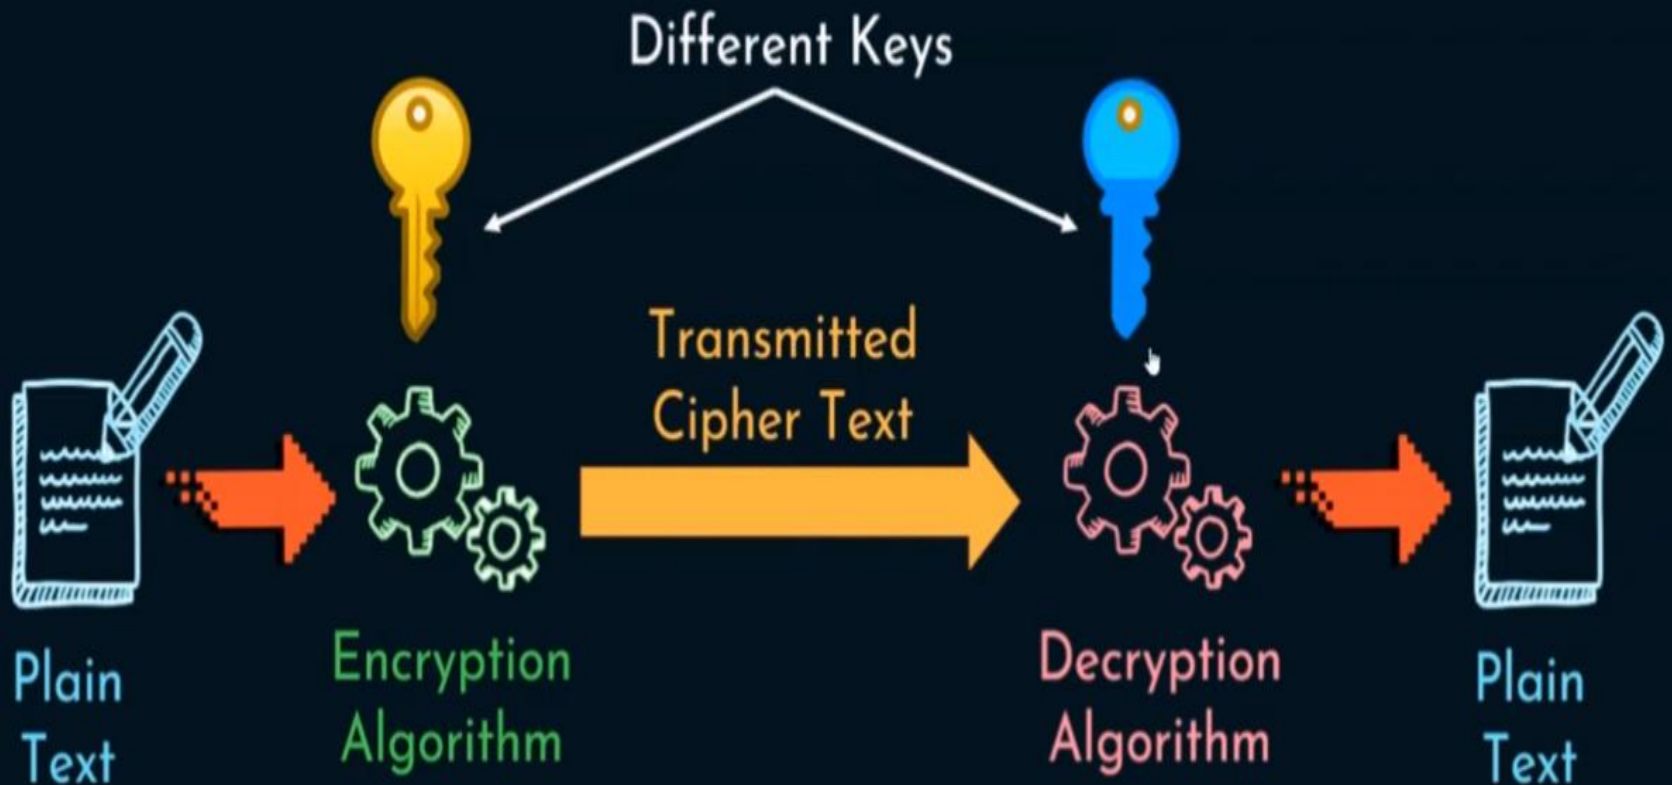 Different Keys
Transmitted
Cipher Text
Plain
Text
Encryption
Algorithm
Decryption
Algorithm
Plain
Text